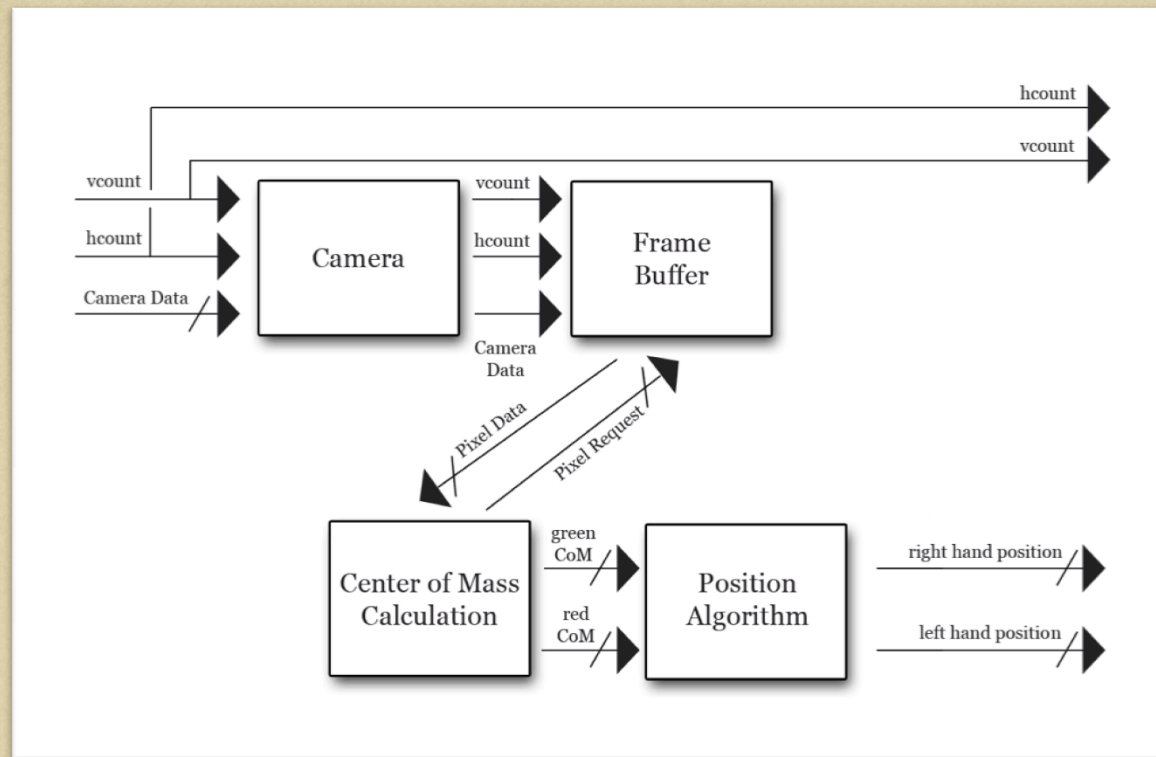 hcount
vcount
vcount
hcount
Camera Data
Camera
vcount
hcount
Camera
Data
Frame
Buffer
Pixel Data
Pixel Request
Center of Mass
Calculation
green
CoM
red
CoM
Position
Algorithm
right hand position
left hand position